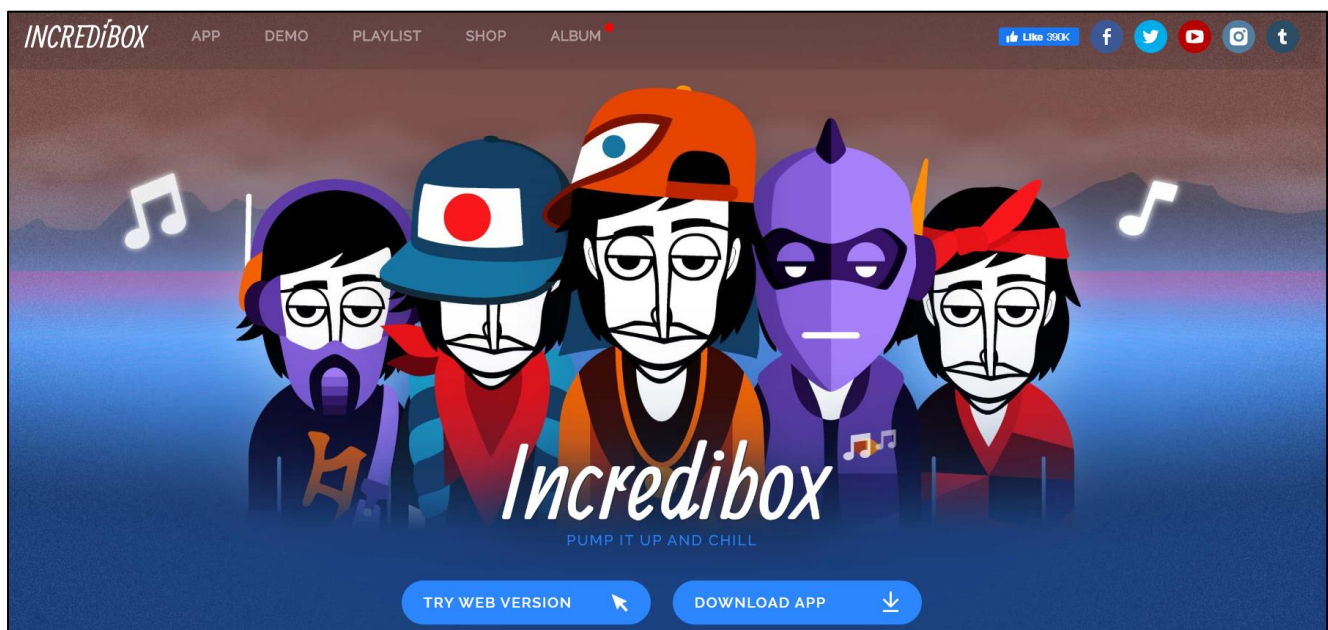 INCREDIBOX APP DEMO PLAYLIST SHOP ALBUM Like 390K
Incredibox
PUMP IT UP AND CHILL
TRY WEB VERSION DOWNLOAD APP